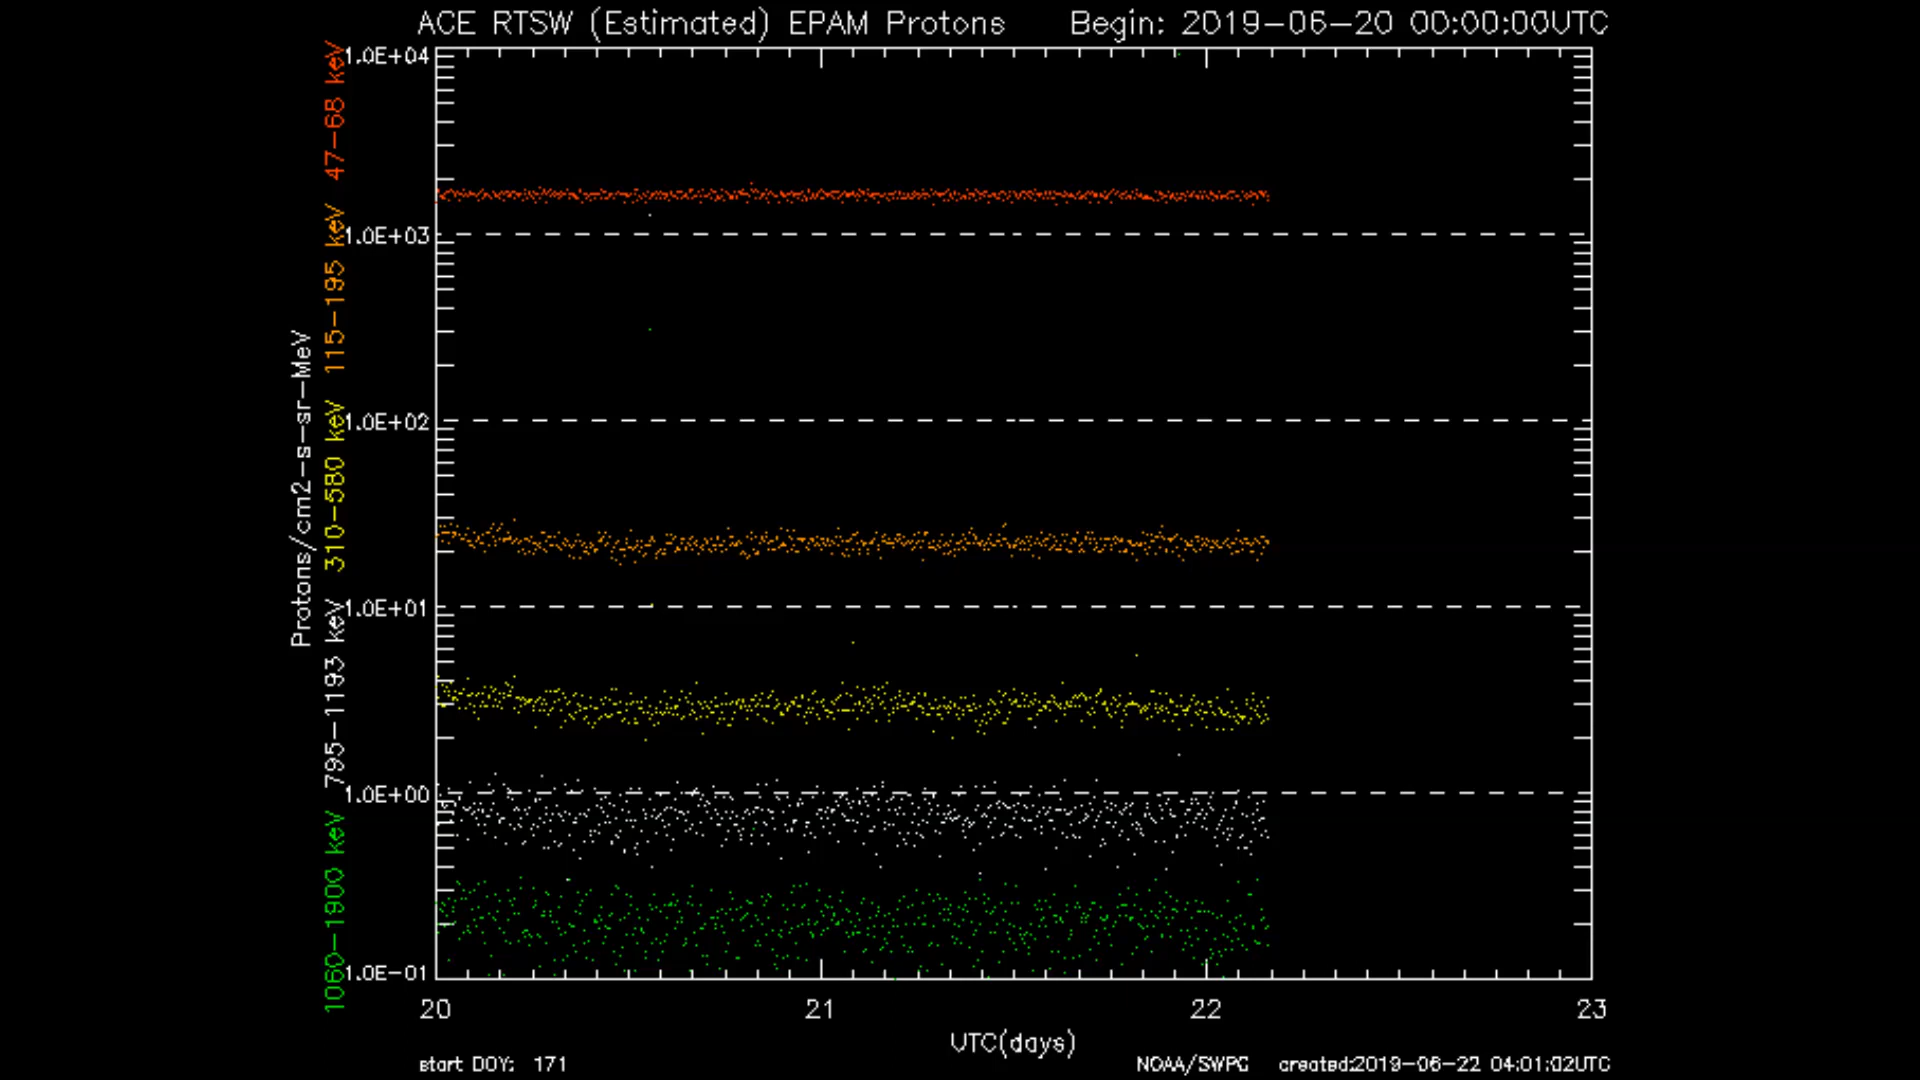 ACE RTSW (Estimated) EPAM Protons Begin: 2019-06-20 00:00:00UTC
1.0E+04
1.0E+03
1.0E+02
1.0E+01
1.0E+00
1.0E-01
Protons/cm2-s-sr-MeV
1060-1900 keV 795-1193 keV 310-580 keV 115-195 keV 47-68 keV
20 21 22 23
UTC(days)
start DOY: 171 NOAA/SWPC created:2019-06-22 04:01:02UTC